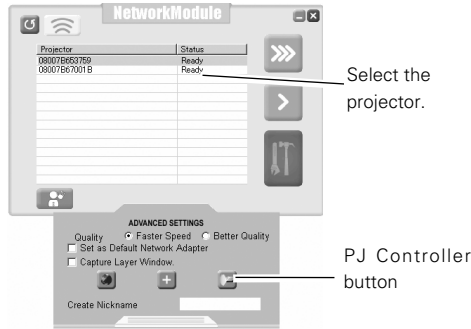 NetworkModule
Projector Status
08007B653759 Ready
08007B67001B Ready
Select the
projector.
ADVANCED SETTINGS
Quality Faster Speed Better Quality
Set as Default Network Adapter
Capture Layer Window.
PJ Controller
button
Create Nickname